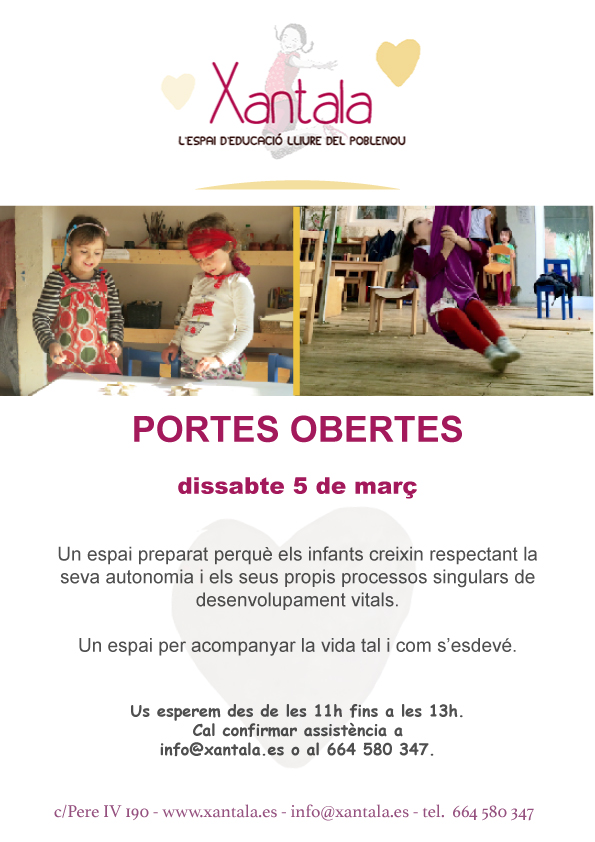 Xantala
L'ESPAI D'EDUCACIÓ LLIURE DEL POBLENOU
PORTES OBERTES
dissabte 5 de març
Un espai preparat perquè els infants creixin respectant la
seva autonomia i els seus propis processos singulars de
desenvolupament vitals.
Un espai per acompanyar la vida tal i com s’esdevé.
Us esperem des de les 11h fins a les 13h.
Cal confirmar assistència a
info@xantala.es o al 664 580 347.
c/Pere IV 190 - www.xantala.es - info@xantala.es - tel. 664 580 347